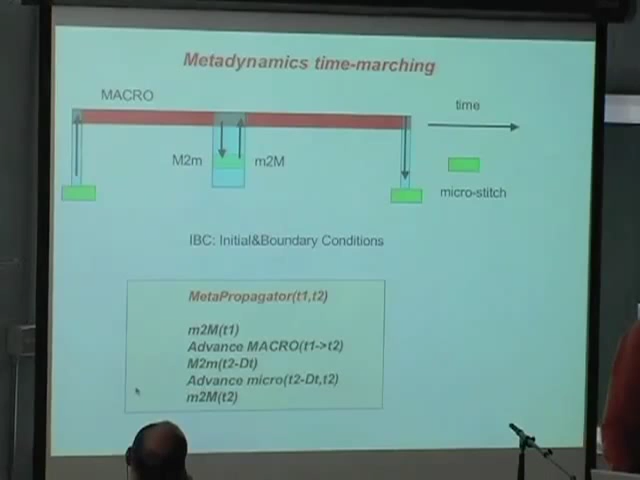 Metadynamics time-marching
MACRO
time
M2m
m2M
micro-stitch
IBC: Initial&Boundary Conditions
MetaPropagator(t1,t2)
m2M(t1)
Advance MACRO(t1->t2)
M2m(t2-Dt)
Advance micro(t2-Dt,t2)
m2M(t2)